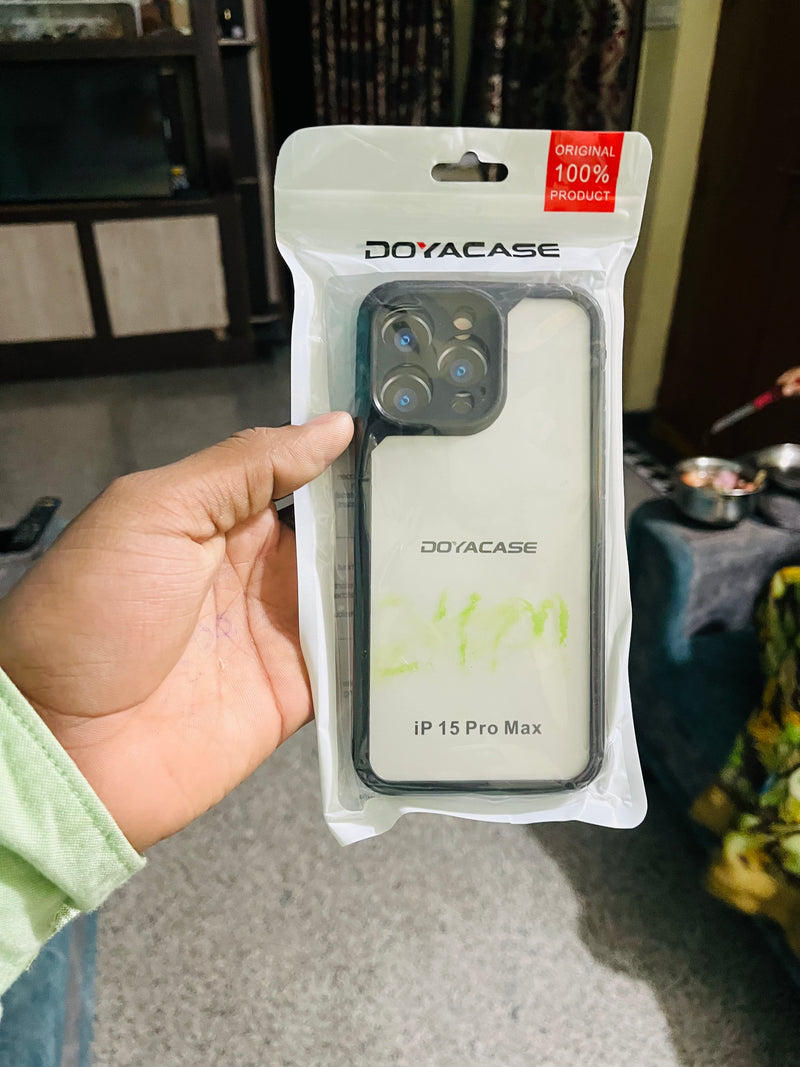 ORIGINAL
100%
PRODUCT
DOYACASE
DOYACASE
iP 15 Pro Max